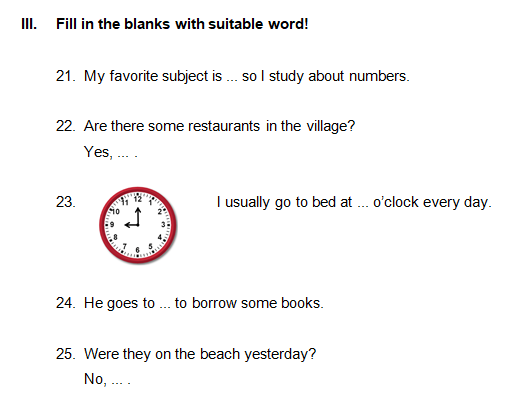 III. Fill in the blanks with suitable word!
21. My favorite subject is ... so I study about numbers.
22. Are there some restaurants in the village?
Yes, ... .
23. I usually go to bed at ... o'clock every day.
12
1
2
3
4
5
6
7
8
9
10
11
24. He goes to ... to borrow some books.
25. Were they on the beach yesterday?
No, ... .